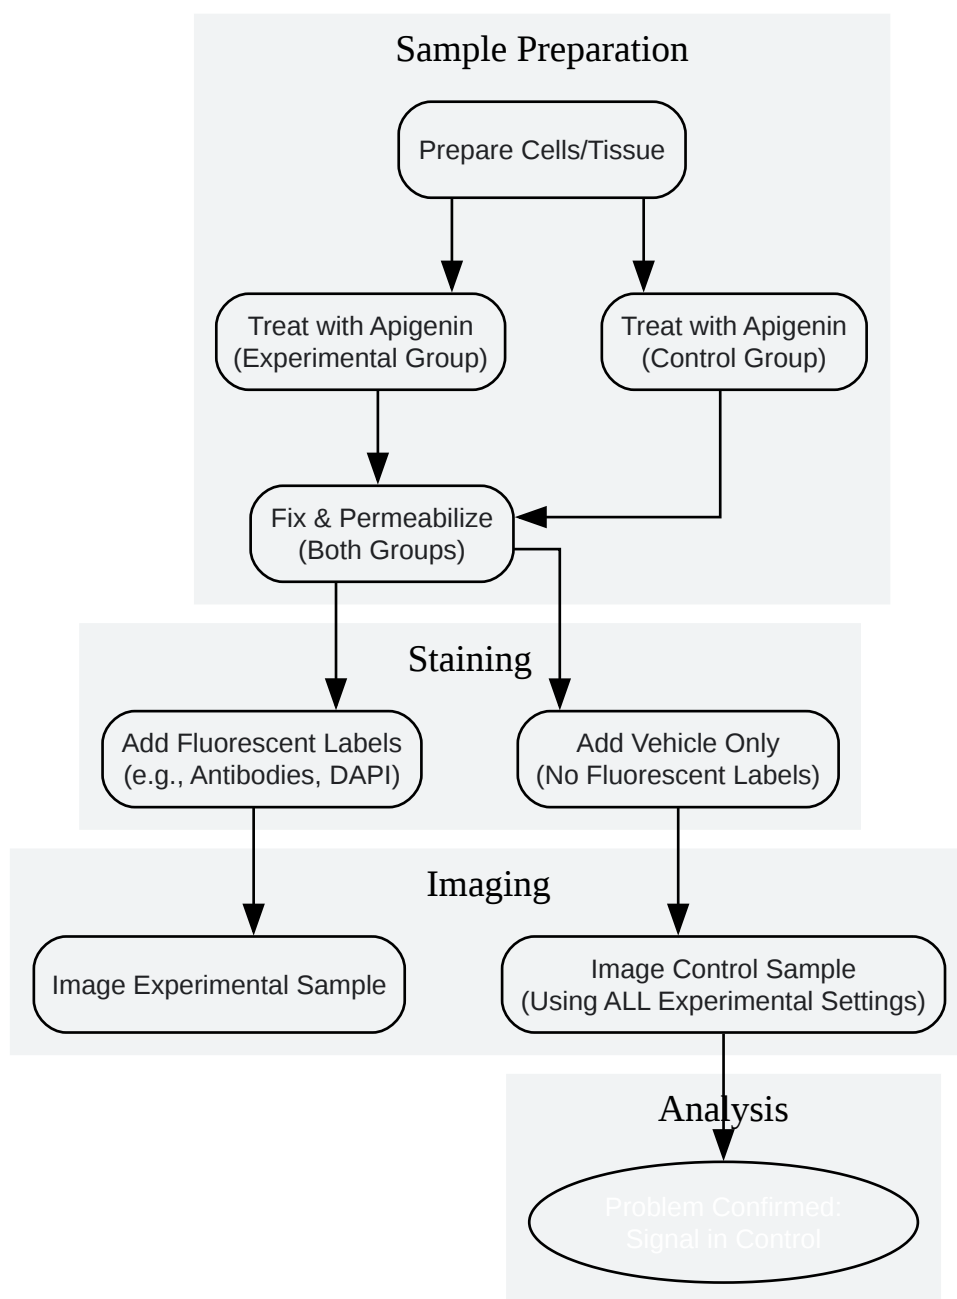 Sample Preparation
Prepare Cells/Tissue
Treat with Apigenin
(Experimental Group)
Treat with Apigenin
(Control Group)
Fix & Permeabilize
(Both Groups)
Staining
Add Fluorescent Labels
(e.g., Antibodies, DAPI)
Add Vehicle Only
(No Fluorescent Labels)
Imaging
Image Experimental Sample
Image Control Sample
(Using ALL Experimental Settings)
Analysis
Problem Confirmed:
Signal in Control